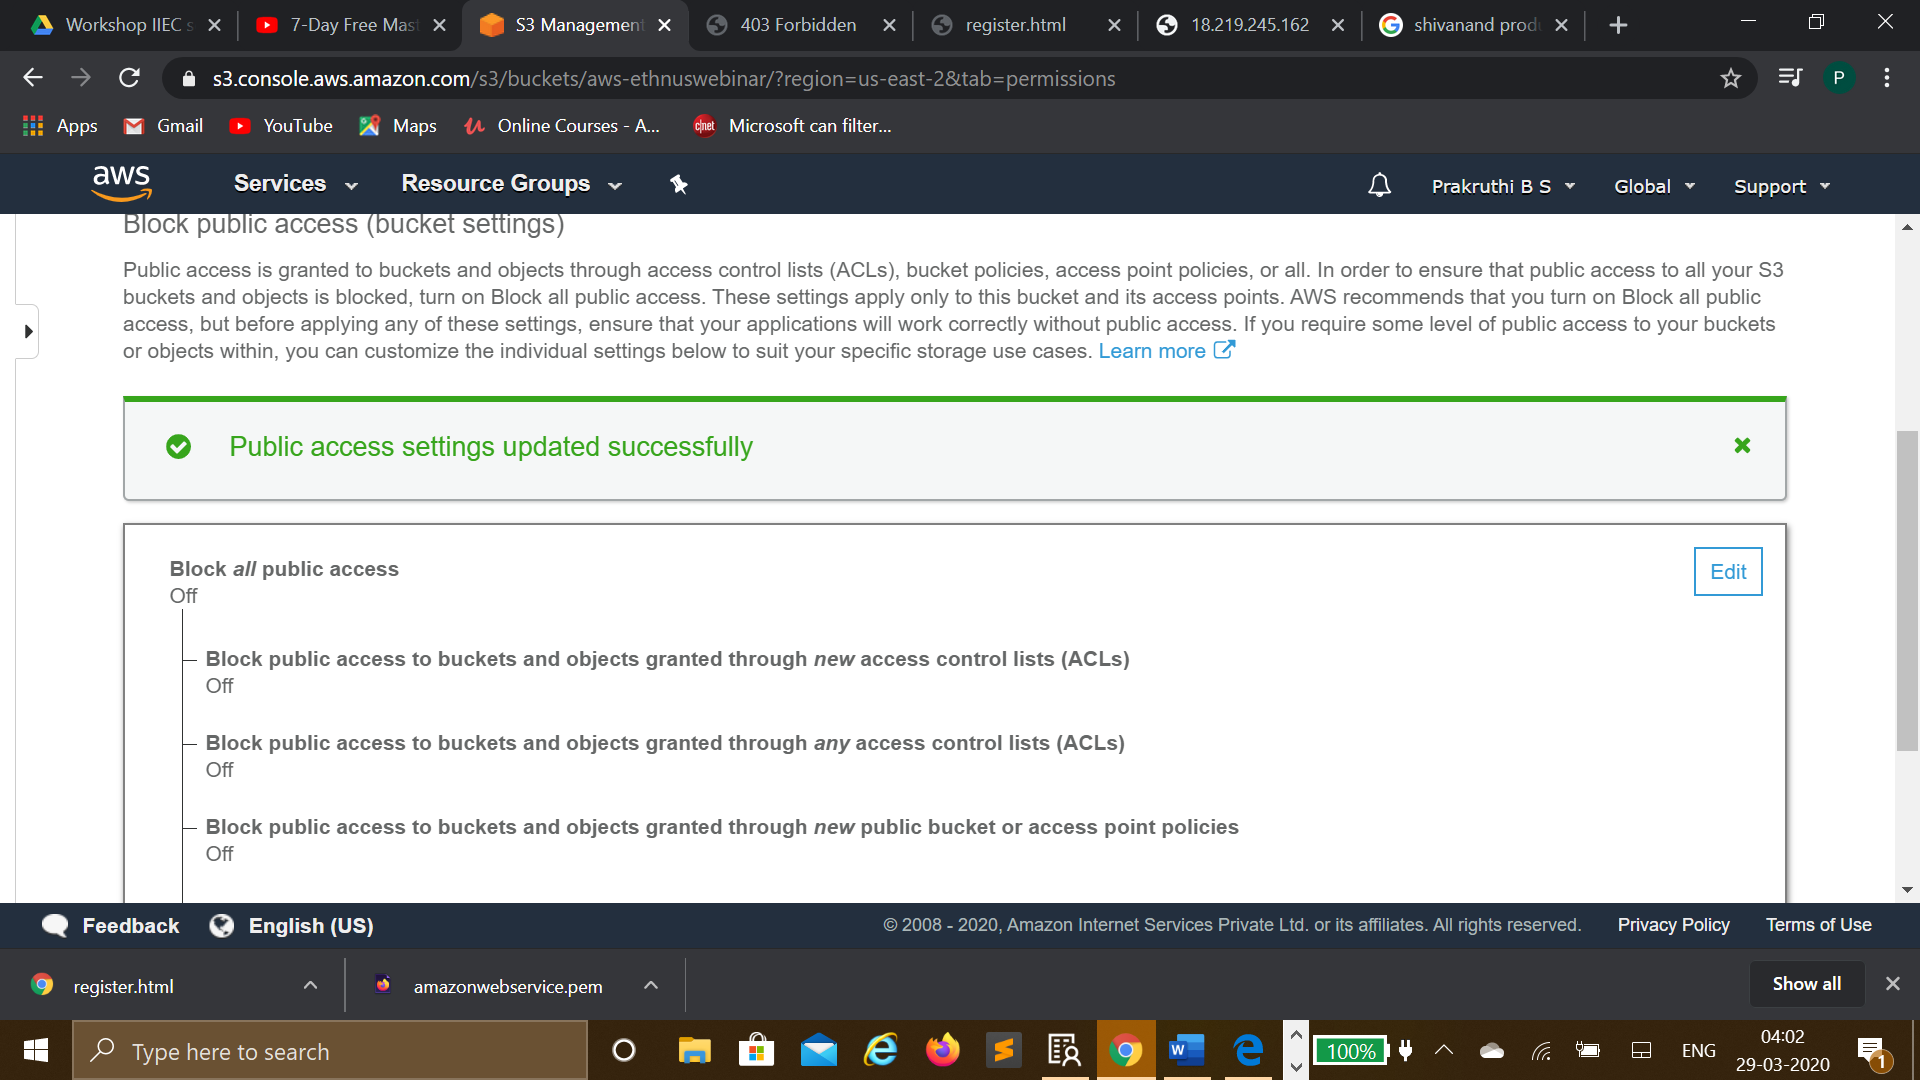 Workshop IIEC s
7-Day Free Mast
S3 Management
403 Forbidden
register.html
18.219.245.162
shivanand produ
s3.console.aws.amazon.com/s3/buckets/aws-ethnuswebinar/?region=us-east-2&tab=permissions
P
Apps
Gmail
YouTube
Maps
Online Courses - A...
c|net
Microsoft can filter...
aws
Services
Resource Groups
Prakruthi B S
Global
Support
Block public access (bucket settings)
Public access is granted to buckets and objects through access control lists (ACLs), bucket policies, access point policies, or all. In order to ensure that public access to all your S3
buckets and objects is blocked, turn on Block all public access. These settings apply only to this bucket and its access points. AWS recommends that you turn on Block all public
access, but before applying any of these settings, ensure that your applications will work correctly without public access. If you require some level of public access to your buckets
or objects within, you can customize the individual settings below to suit your specific storage use cases. Learn more
Public access settings updated successfully
Block all public access
Off
Edit
Block public access to buckets and objects granted through new access control lists (ACLs)
Off
Block public access to buckets and objects granted through any access control lists (ACLs)
Off
Block public access to buckets and objects granted through new public bucket or access point policies
Off
Feedback
English (US)
© 2008 - 2020, Amazon Internet Services Private Ltd. or its affiliates. All rights reserved.
Privacy Policy
Terms of Use
register.html
amazonwebservice.pem
Show all
Type here to search
100%
ENG
04:02
29-03-2020
1